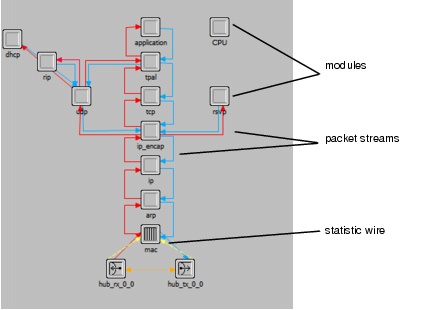 application
CPU
dhcp
rip
tpal
modules
udp
tcp
rsvp
ip_encap
packet streams
ip
arp
statistic wire
mac
hub_rx_0_0
hub_tx_0_0